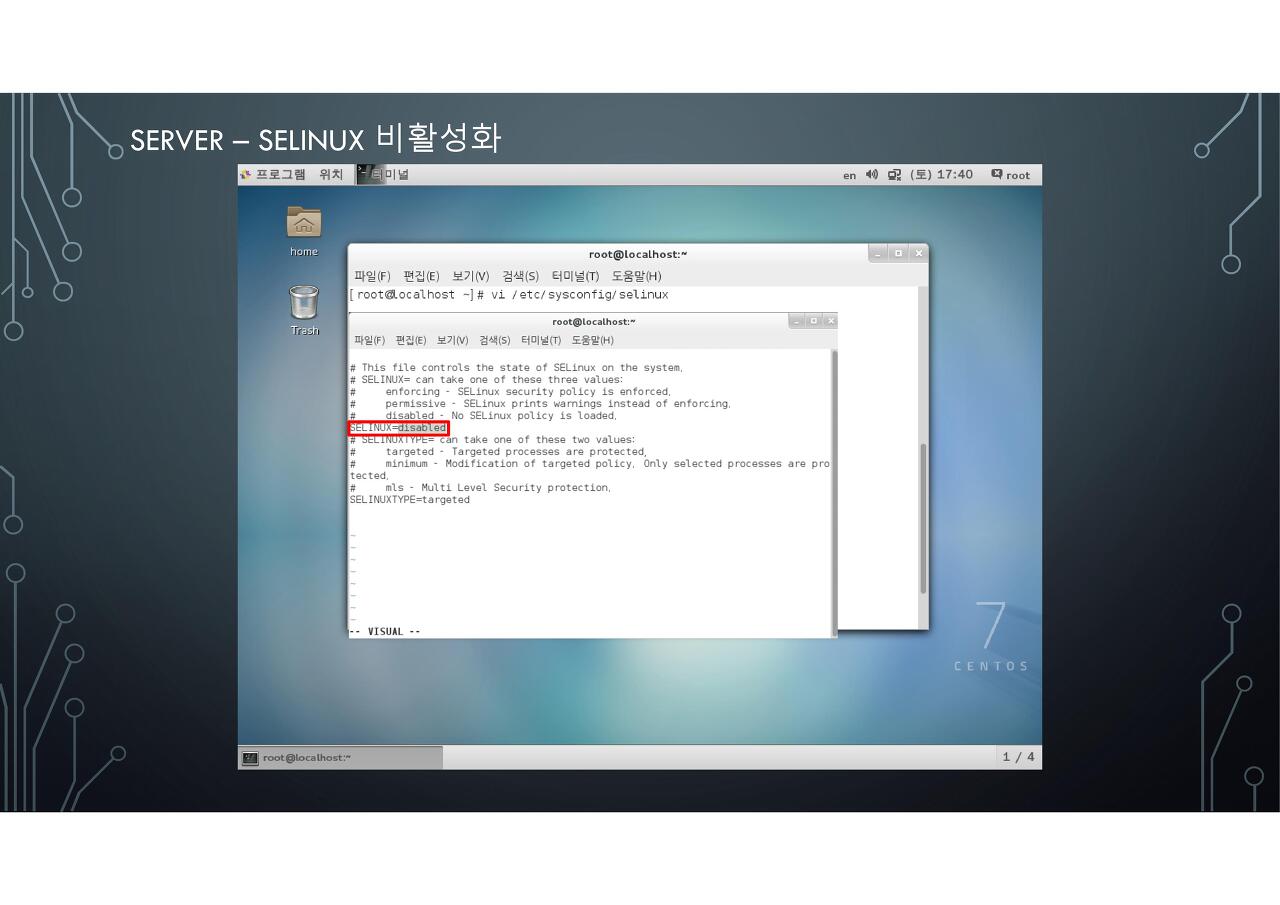 SERVER – SELINUX 비활성화
프로그램 위치 터미널 en (토) 17:40 root
home
Trash
root@localhost:~
파일(F) 편집(E) 보기(V) 검색(S) 터미널(T) 도움말(H)
[root@localhost ~]# vi /etc/sysconfig/selinux
root@localhost:~
파일(F) 편집(E) 보기(V) 검색(S) 터미널(T) 도움말(H)
# This file controls the state of SELinux on the system.
# SELINUX= can take one of these three values:
#     enforcing - SELinux security policy is enforced.
#     permissive - SELinux prints warnings instead of enforcing.
#     disabled - No SELinux policy is loaded.
SELINUX=disabled
# SELINUXTYPE= can take one of these two values:
#     targeted - Targeted processes are protected,
#     minimum - Modification of targeted policy. Only selected processes are pro
tected.
#     mls - Multi Level Security protection.
SELINUXTYPE=targeted
~
~
~
~
~
~
~
~
-- VISUAL --
7
CENTOS
root@localhost:~ 1 / 4